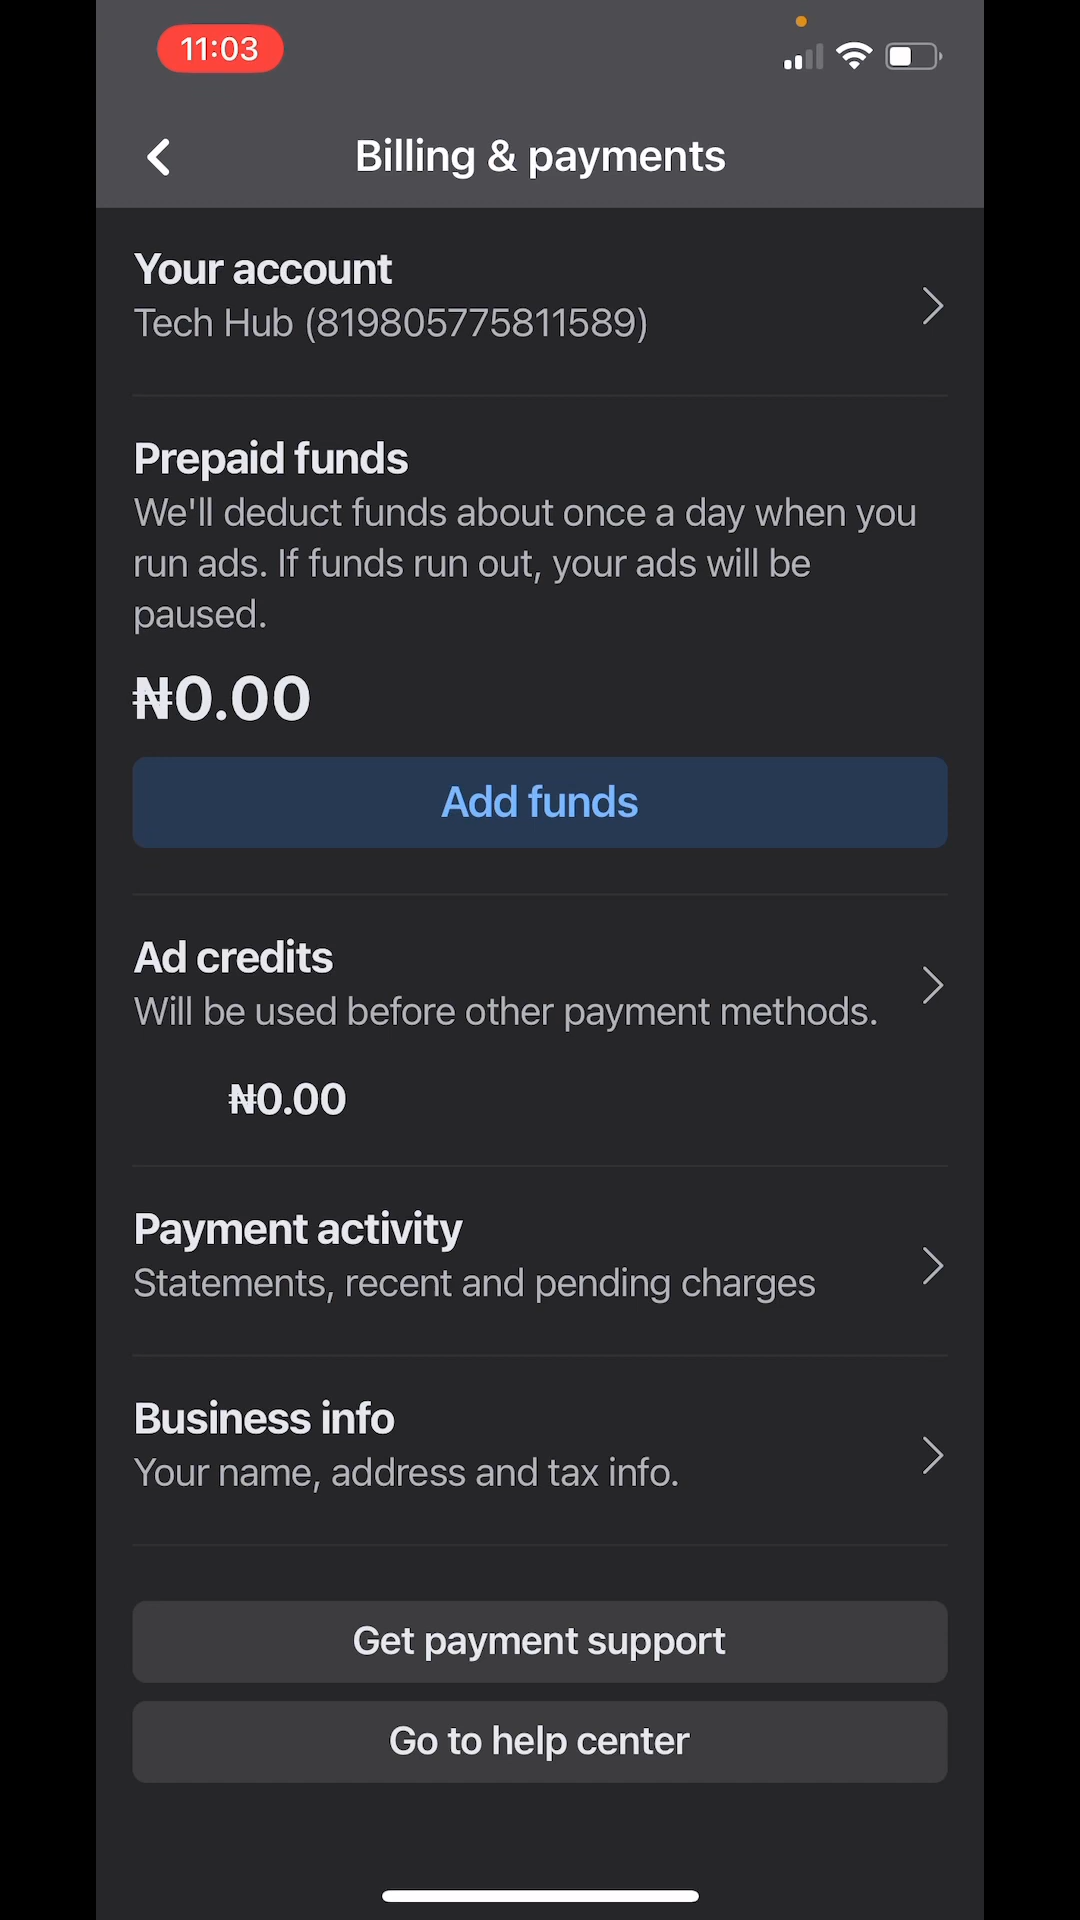 11:03
Billing & payments
Your account
Tech Hub (819805775811589)
Prepaid funds
We'll deduct funds about once a day when you
run ads. If funds run out, your ads will be
paused.
₦0.00
Add funds
Ad credits
Will be used before other payment methods.
₦0.00
Payment activity
Statements, recent and pending charges
Business info
Your name, address and tax info.
Get payment support
Go to help center